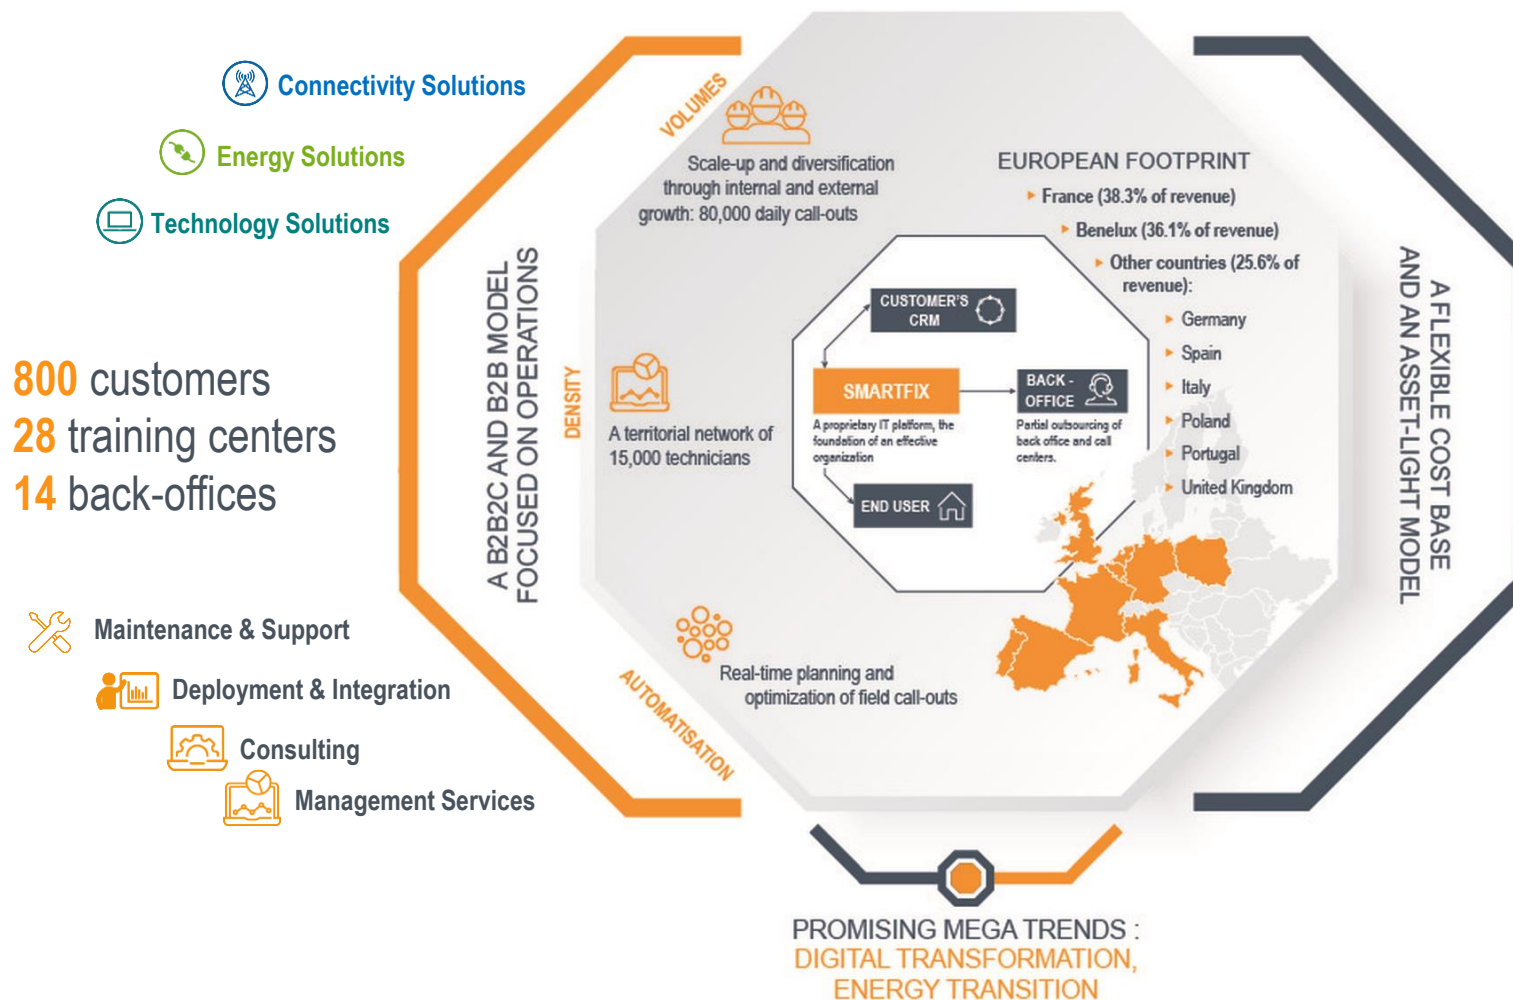 Connectivity Solutions
Energy Solutions
Technology Solutions
800 customers
28 training centers
14 back-offices
Maintenance & Support
Deployment & Integration
Consulting
Management Services
A B2B2C AND B2B MODEL
FOCUSED ON OPERATIONS
VOLUMES
Scale-up and diversification
through internal and external
growth: 80,000 daily call-outs
DENSITY
A territorial network of
15,000 technicians
AUTOMATISATION
Real-time planning and
optimization of field call-outs
CUSTOMER'S
CRM
SMARTFIX
A proprietary IT platform, the
foundation of an effective
organization
BACK -
OFFICE
Partial outsourcing of
back office and call
centers.
END USER
EUROPEAN FOOTPRINT
France (38.3% of revenue)
Benelux (36.1% of revenue)
Other countries (25.6% of
revenue):
Germany
Spain
Italy
Poland
Portugal
United Kingdom
A FLEXIBLE COST BASE
AND AN ASSET-LIGHT MODEL
PROMISING MEGA TRENDS :
DIGITAL TRANSFORMATION,
ENERGY TRANSITION